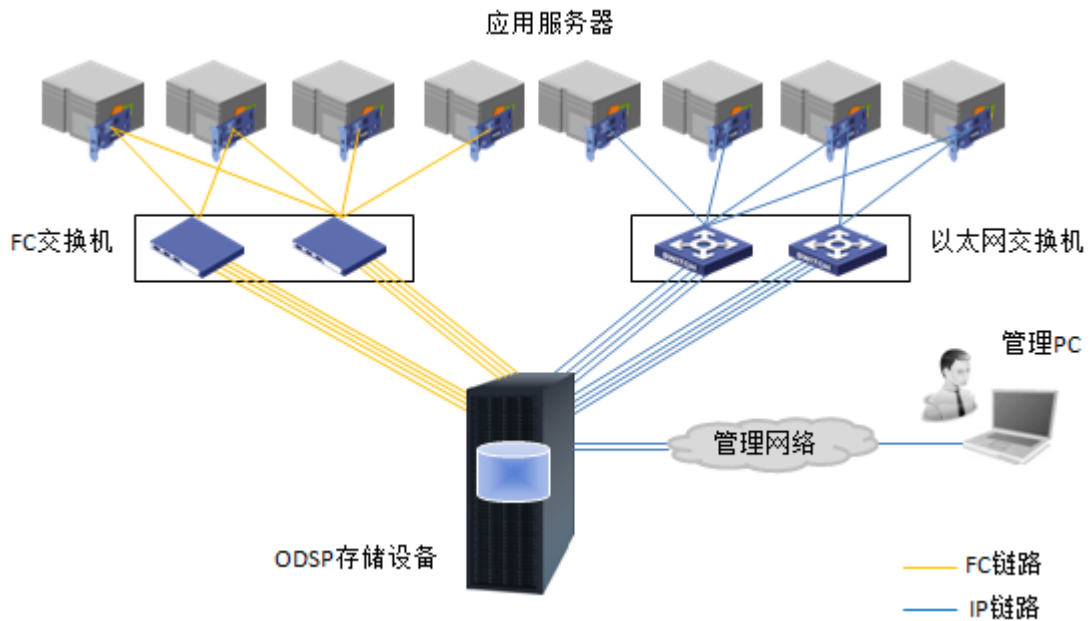 应用服务器
FC交换机
以太网交换机
SWITCH
SWITCH
管理PC
管理网络
ODSP存储设备
FC链路
IP链路